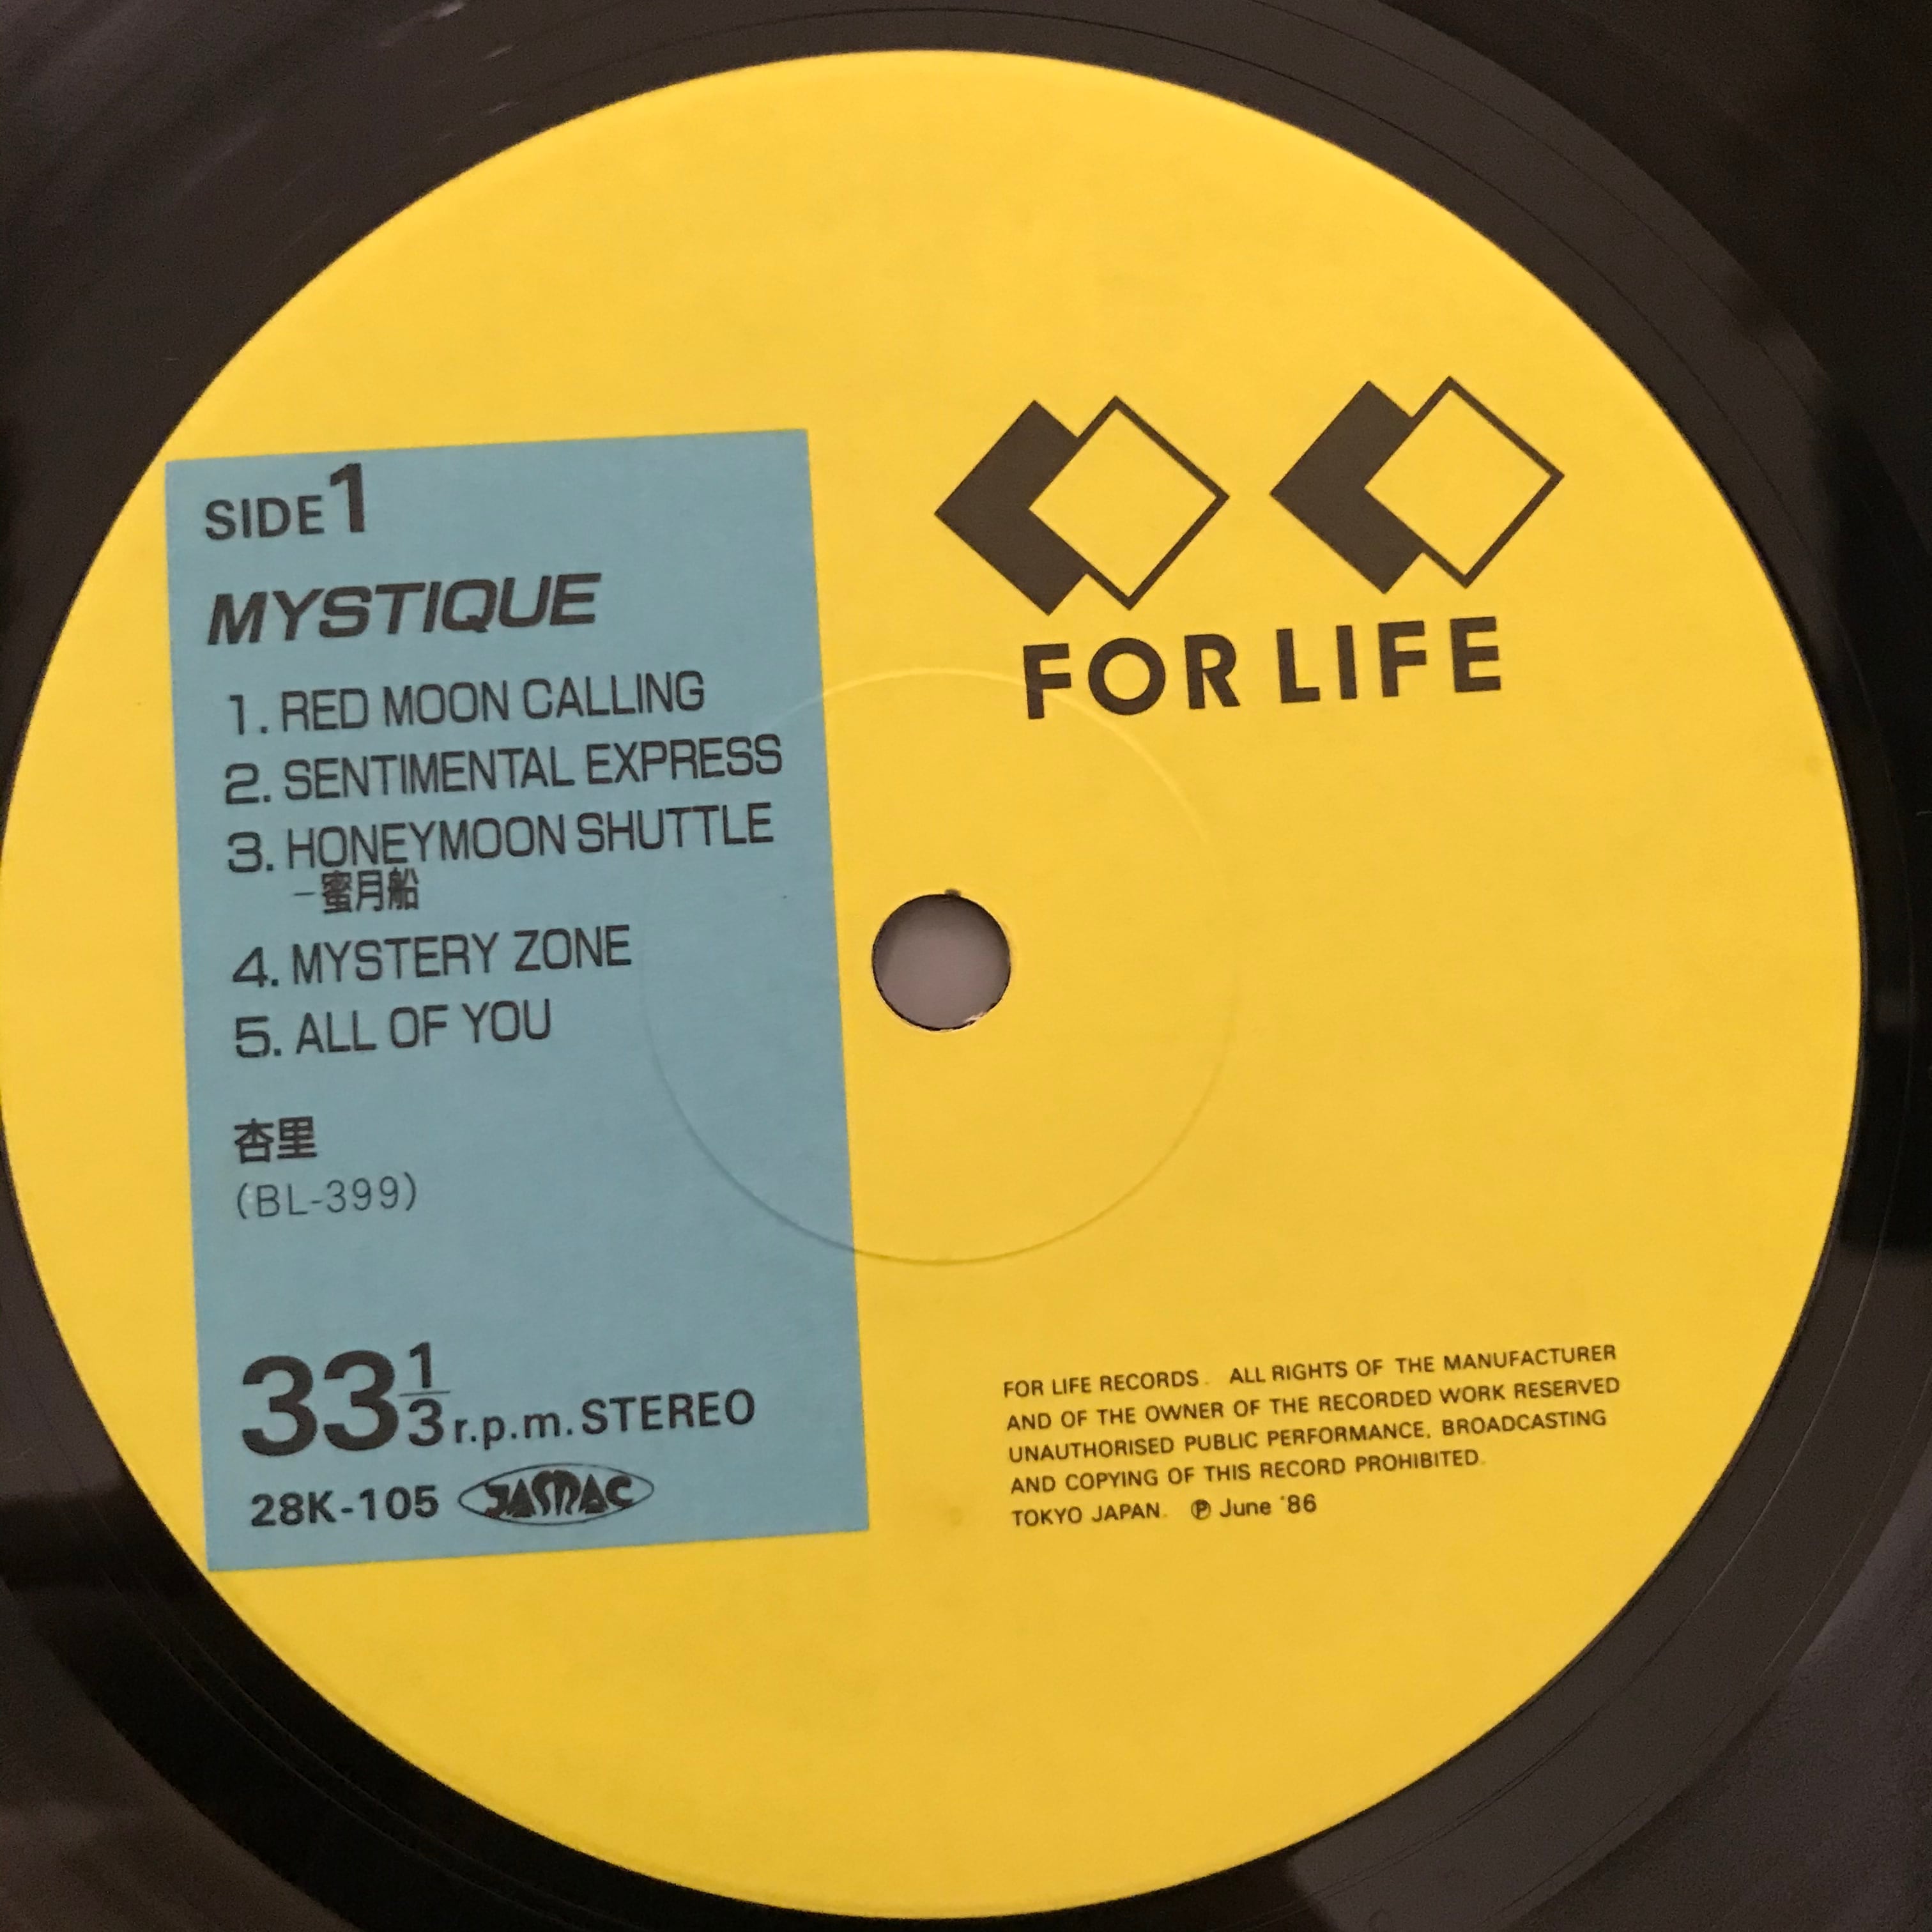 SIDE 1
MYSTIQUE
1. RED MOON CALLING
2. SENTIMENTAL EXPRESS
3. HONEYMOON SHUTTLE
–蜜月船
4. MYSTERY ZONE
5. ALL OF YOU
杏里
(BL-399)
33 1/3 r.p.m. STEREO
28K-105 JASRAC
FOR LIFE
FOR LIFE RECORDS. ALL RIGHTS OF THE MANUFACTURER
AND OF THE OWNER OF THE RECORDED WORK RESERVED
UNAUTHORISED PUBLIC PERFORMANCE, BROADCASTING
AND COPYING OF THIS RECORD PROHIBITED.
TOKYO JAPAN. ℗ June '86